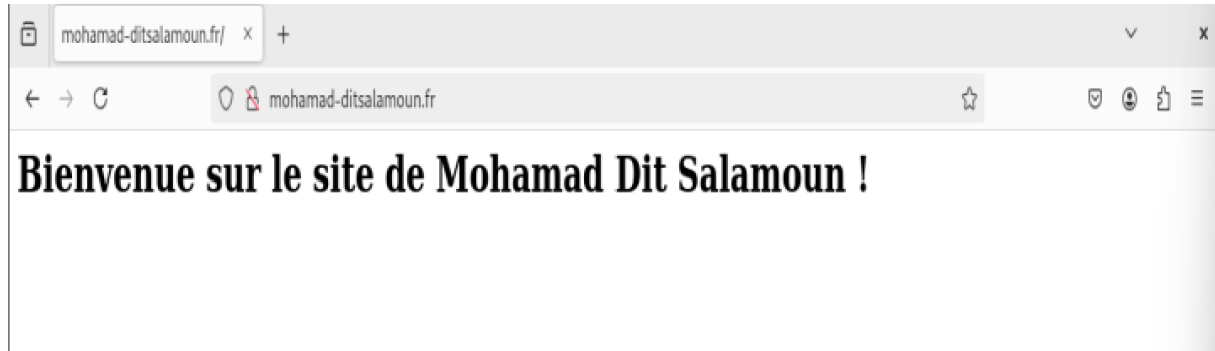 mohamad-ditsalamoun.fr/
mohamad-ditsalamoun.fr
Bienvenue sur le site de Mohamad Dit Salamoun !